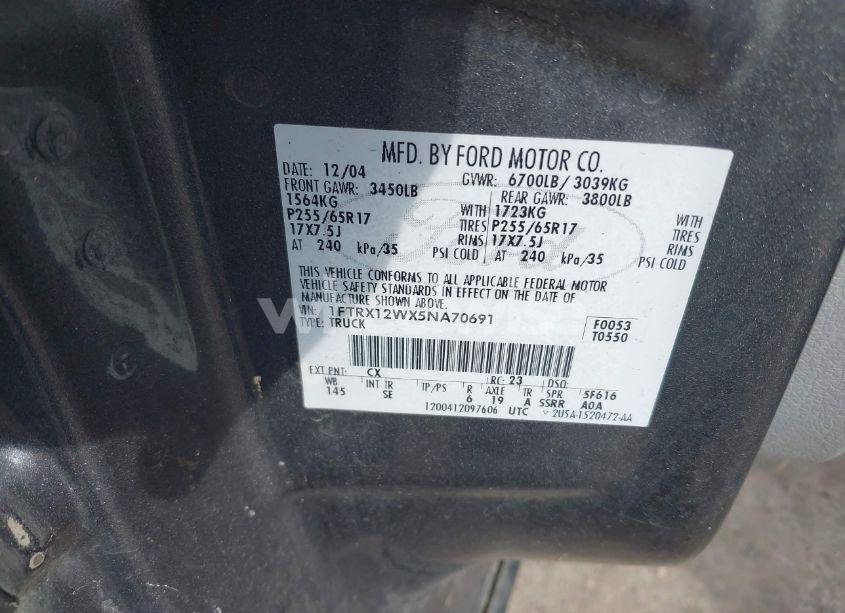 MFD. BY FORD MOTOR CO.
DATE: 12/04 GVWR: 6700LB/ 3039KG
FRONT GAWR: 3450LB REAR GAWR: 3800LB
1564KG WITH 1723KG WITH
P255/65R17 TIRES P255/65R17 TIRES
17X7.5J RIMS 17X7.5J RIMS
AT 240 kPa/35 PSI COLD AT 240 kPa/35 PSI COLD
THIS VEHICLE CONFORMS TO ALL APPLICABLE FEDERAL MOTOR
VEHICLE SAFETY STANDARDS IN EFFECT ON THE DATE OF
MANUFACTURE SHOWN ABOVE.
VIN: 1FTRX12WX5NA70691 F0053
TYPE: TRUCK T0550
EXT PNT: CX RC: 23 DSO:
WB INT TR TP/PS R AXLE TR SPR 5F616
145 SE 6 19 A SSRR A0A
1200412097606 UTC 2U5A-1520472-AA
Ford